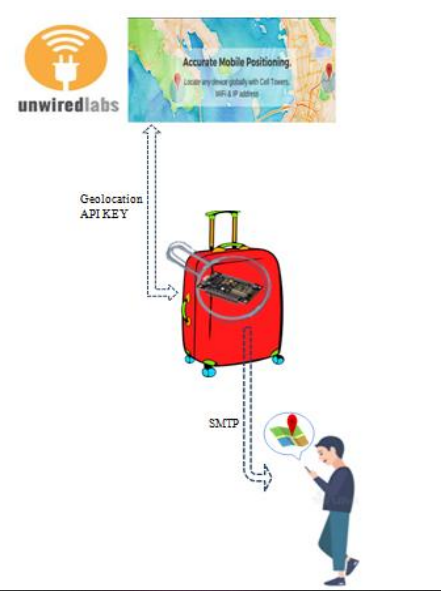 unwiredlabs
Accurate Mobile Positioning.
Locate any device globally with Cell Towers,
WiFi & IP address
Geolocation
API KEY
SMTP